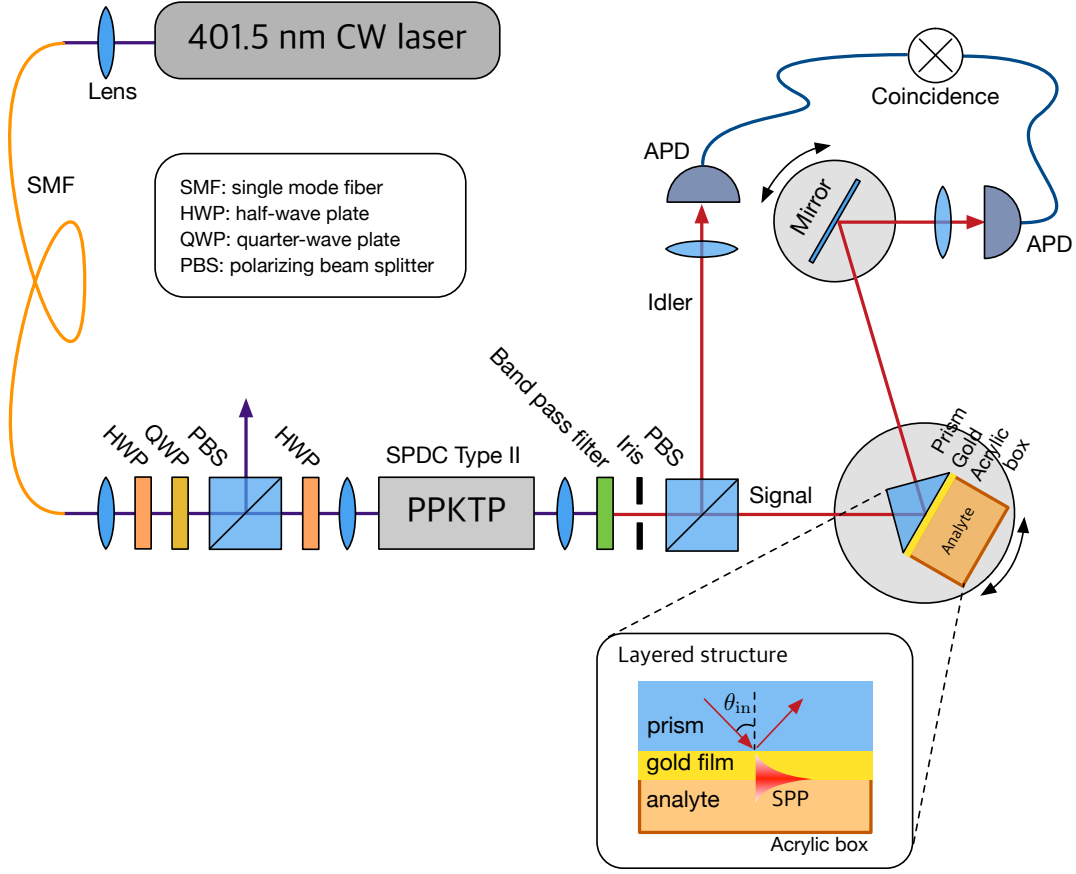 401.5 nm CW laser
Lens
Coincidence
APD
Mirror
APD
SMF
SMF: single mode fiber
HWP: half-wave plate
QWP: quarter-wave plate
PBS: polarizing beam splitter
Idler
HWP
QWP
PBS
HWP
SPDC Type II
PPKTP
Band pass filter
Iris
PBS
Signal
Prism
Gold
Acrylic
box
Analyte
Layered structure
θin
prism
gold film
analyte
SPP
Acrylic box